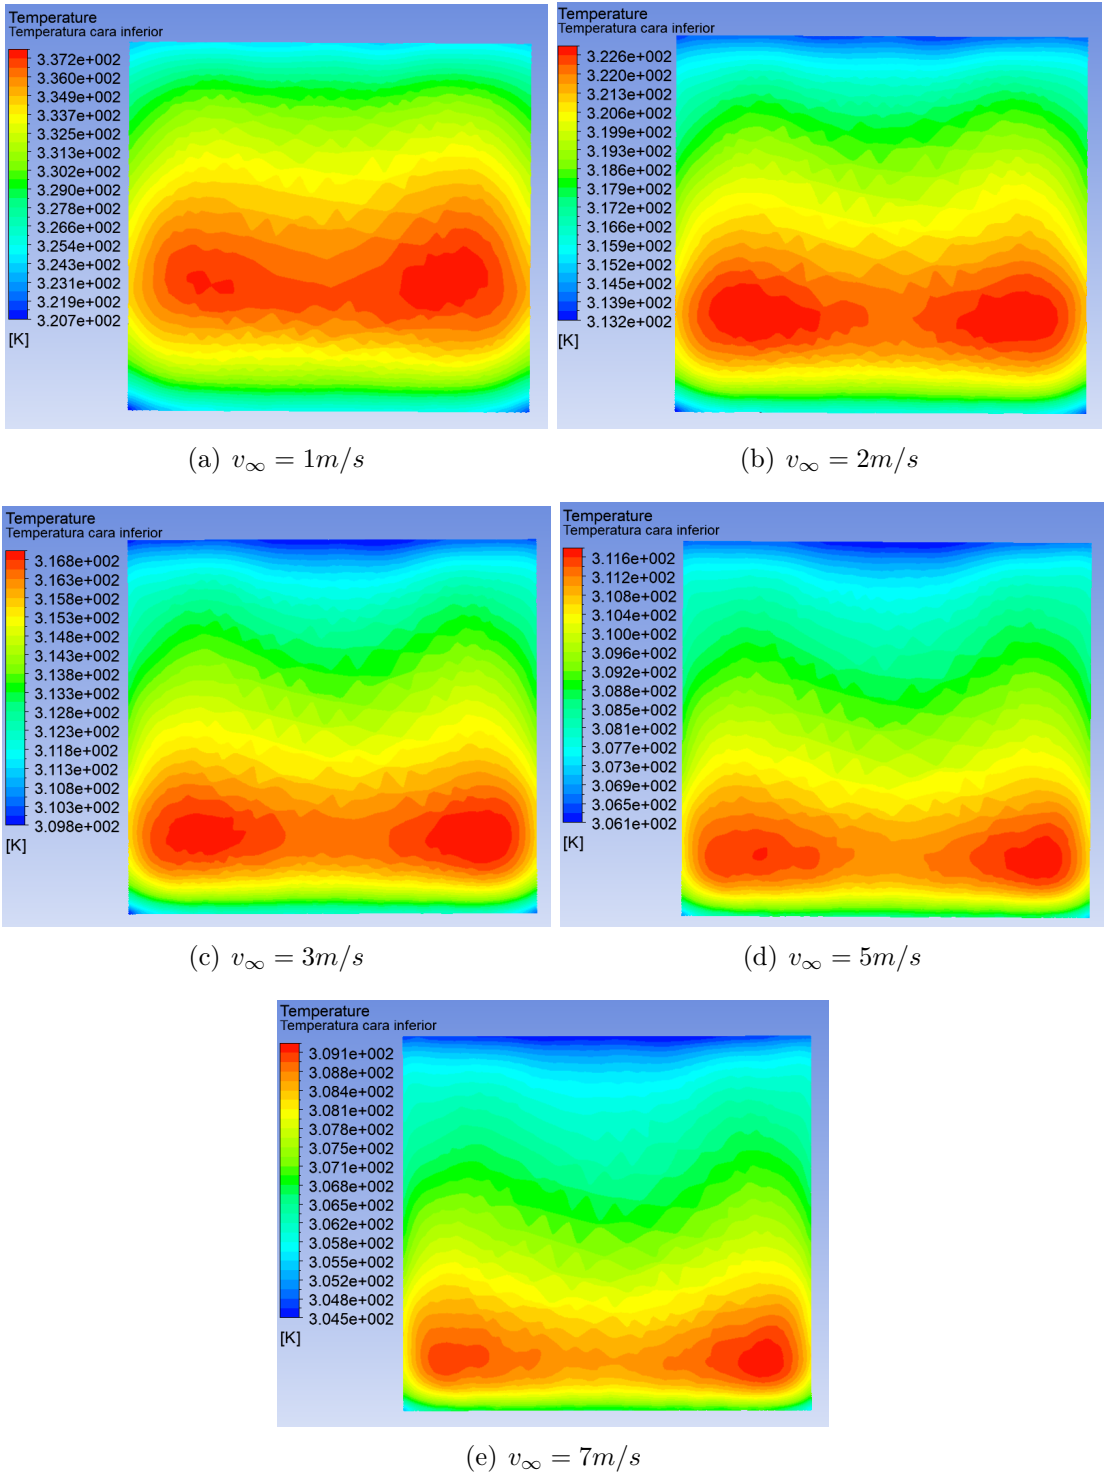 Temperature
Temperatura cara inferior
3.372e+002
3.360e+002
3.349e+002
3.337e+002
3.325e+002
3.313e+002
3.302e+002
3.290e+002
3.278e+002
3.266e+002
3.254e+002
3.243e+002
3.231e+002
3.219e+002
3.207e+002
[K]
(a) v∞ = 1m/s
Temperature
Temperatura cara inferior
3.226e+002
3.220e+002
3.213e+002
3.206e+002
3.199e+002
3.193e+002
3.186e+002
3.179e+002
3.172e+002
3.166e+002
3.159e+002
3.152e+002
3.145e+002
3.139e+002
3.132e+002
[K]
(b) v∞ = 2m/s
Temperature
Temperatura cara inferior
3.168e+002
3.163e+002
3.158e+002
3.153e+002
3.148e+002
3.143e+002
3.138e+002
3.133e+002
3.128e+002
3.123e+002
3.118e+002
3.113e+002
3.108e+002
3.103e+002
3.098e+002
[K]
(c) v∞ = 3m/s
Temperature
Temperatura cara inferior
3.116e+002
3.112e+002
3.108e+002
3.104e+002
3.100e+002
3.096e+002
3.092e+002
3.088e+002
3.085e+002
3.081e+002
3.077e+002
3.073e+002
3.069e+002
3.065e+002
3.061e+002
[K]
(d) v∞ = 5m/s
Temperature
Temperatura cara inferior
3.091e+002
3.088e+002
3.084e+002
3.081e+002
3.078e+002
3.075e+002
3.071e+002
3.068e+002
3.065e+002
3.062e+002
3.058e+002
3.055e+002
3.052e+002
3.048e+002
3.045e+002
[K]
(e) v∞ = 7m/s